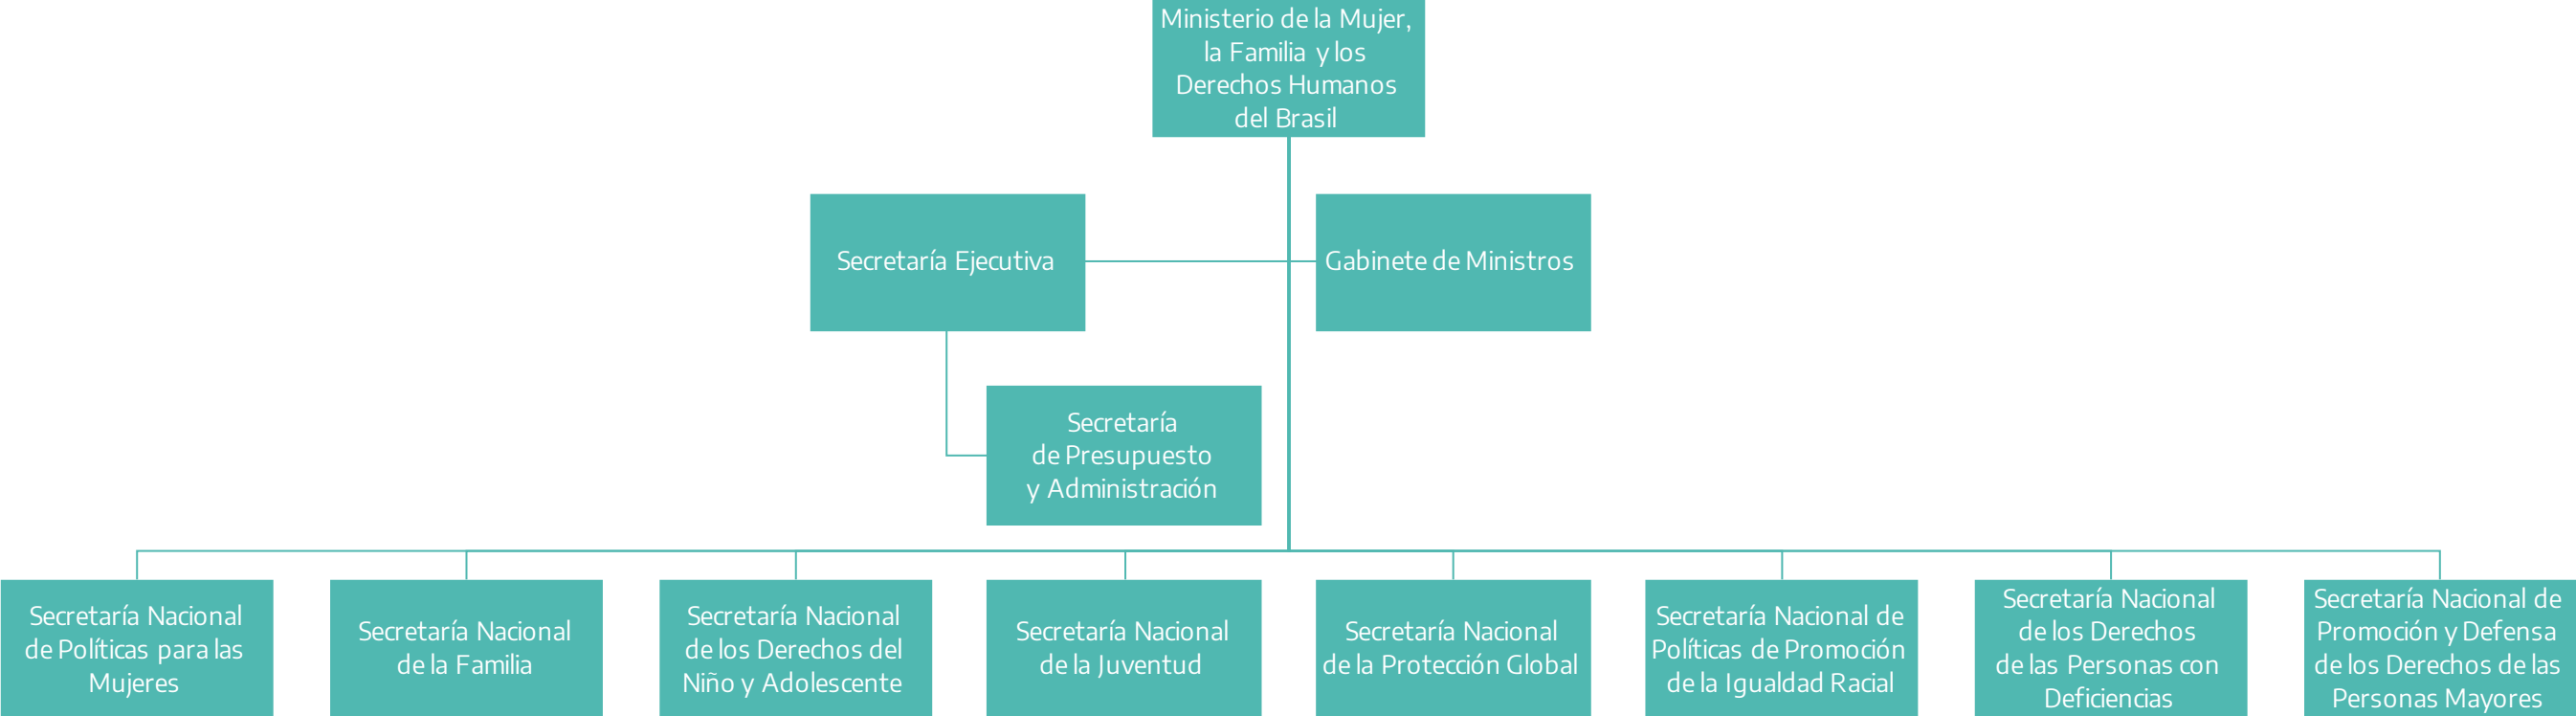 Ministerio de la Mujer,
la Familia y los
Derechos Humanos
del Brasil
Secretaría Ejecutiva
Gabinete de Ministros
Secretaría
de Presupuesto
y Administración
Secretaría Nacional
de Políticas para las
Mujeres
Secretaría Nacional
de la Familia
Secretaría Nacional
de los Derechos del
Niño y Adolescente
Secretaría Nacional
de la Juventud
Secretaría Nacional
de la Protección Global
Secretaría Nacional de
Políticas de Promoción
de la Igualdad Racial
Secretaría Nacional
de los Derechos
de las Personas con
Deficiencias
Secretaría Nacional de
Promoción y Defensa
de los Derechos de las
Personas Mayores